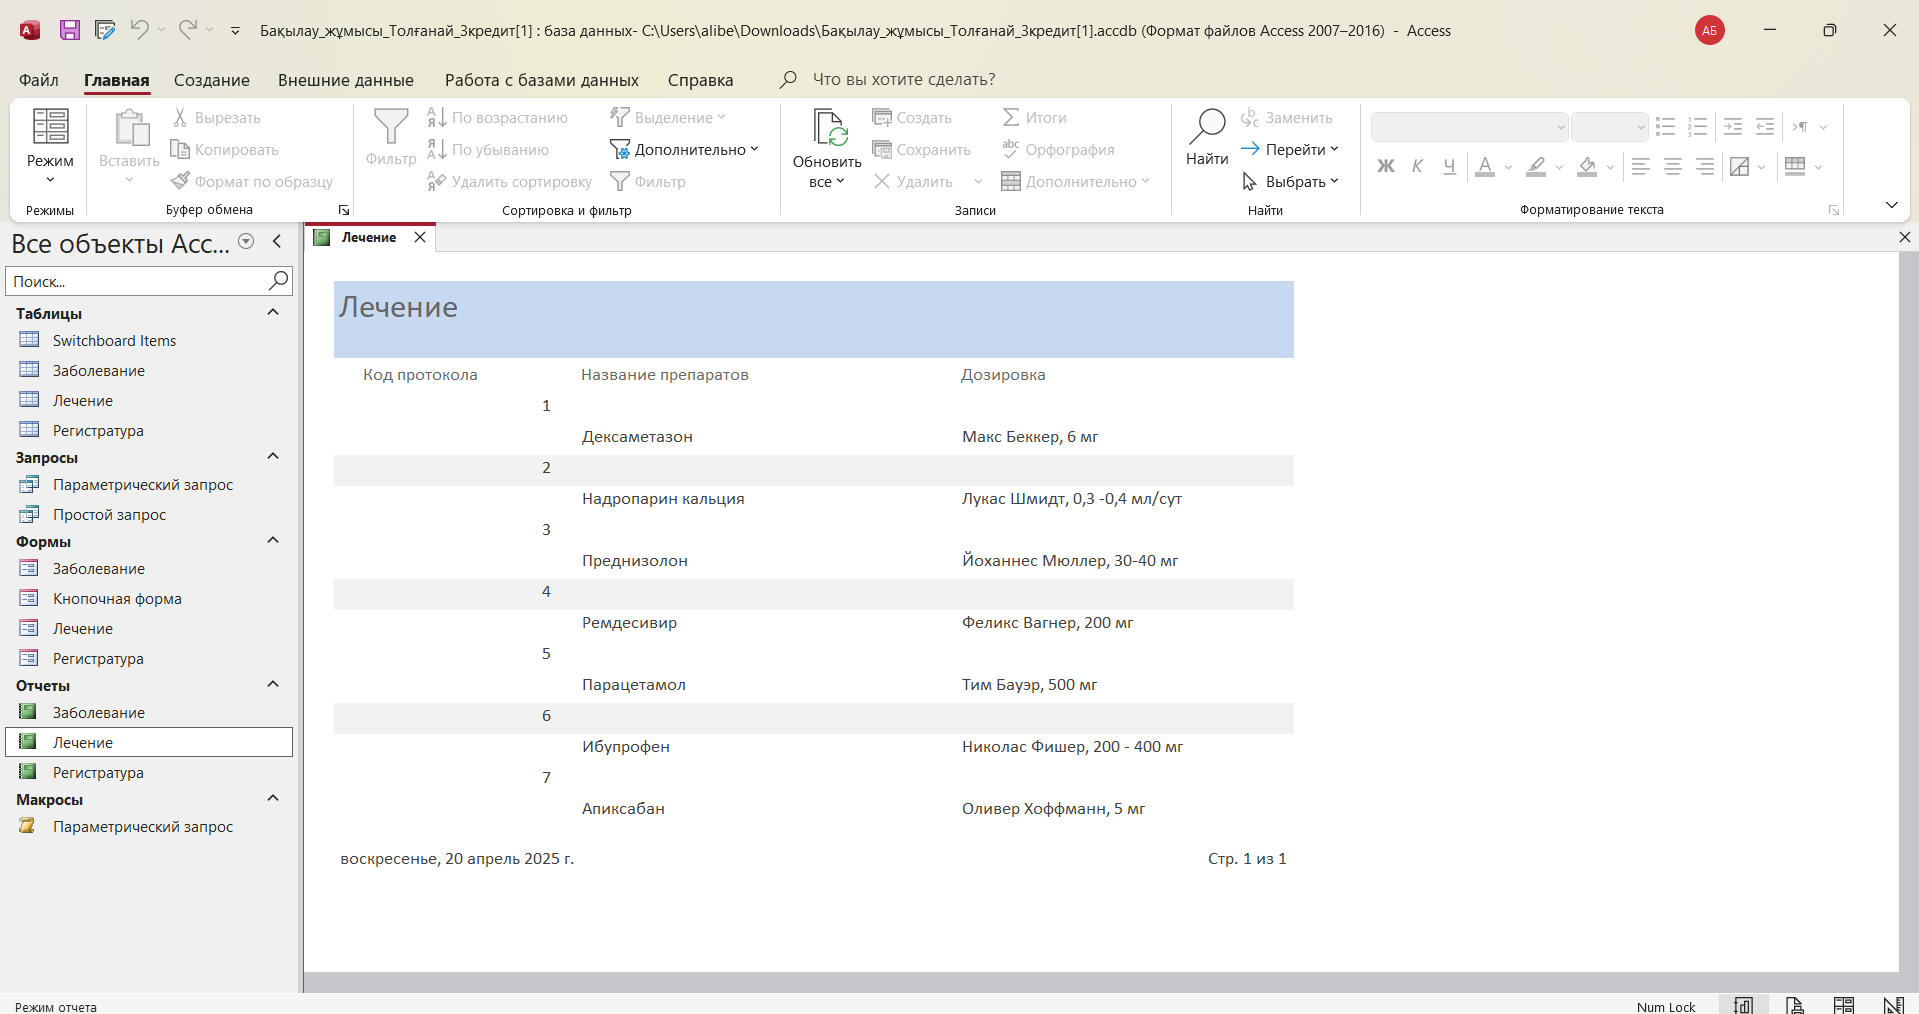 Бақылау_жұмысы_Толғанай_3кредит[1] : база данных- C:\Users\alibe\Downloads\Бақылау_жұмысы_Толғанай_3кредит[1].accdb (Формат файлов Access 2007–2016) - Access
АБ
Файл Главная Создание Внешние данные Работа с базами данных Справка Что вы хотите сделать?
Режим
Режимы
Вставить
Вырезать
Копировать
Формат по образцу
Буфер обмена
Фильтр
По возрастанию
По убыванию
Удалить сортировку
Выделение
Дополнительно
Фильтр
Сортировка и фильтр
Обновить
все
Создать
Сохранить
Удалить
Итоги
Орфография
Дополнительно
Записи
Найти
Заменить
Перейти
Выбрать
Найти
Ж К Ч А
Форматирование текста
Все объекты Acc...
Поиск...
Таблицы
Switchboard Items
Заболевание
Лечение
Регистратура
Запросы
Параметрический запрос
Простой запрос
Формы
Заболевание
Кнопочная форма
Лечение
Регистратура
Отчеты
Заболевание
Лечение
Регистратура
Макросы
Параметрический запрос
Лечение
Лечение
Код протокола Название препаратов Дозировка
1
Дексаметазон Макс Беккер, 6 мг
2
Надропарин кальция Лукас Шмидт, 0,3 -0,4 мл/сут
3
Преднизолон Йоханнес Мюллер, 30-40 мг
4
Ремдесивир Феликс Вагнер, 200 мг
5
Парацетамол Тим Бауэр, 500 мг
6
Ибупрофен Николас Фишер, 200 - 400 мг
7
Апиксабан Оливер Хоффманн, 5 мг
воскресенье, 20 апрель 2025 г. Стр. 1 из 1
Режим отчета Num Lock